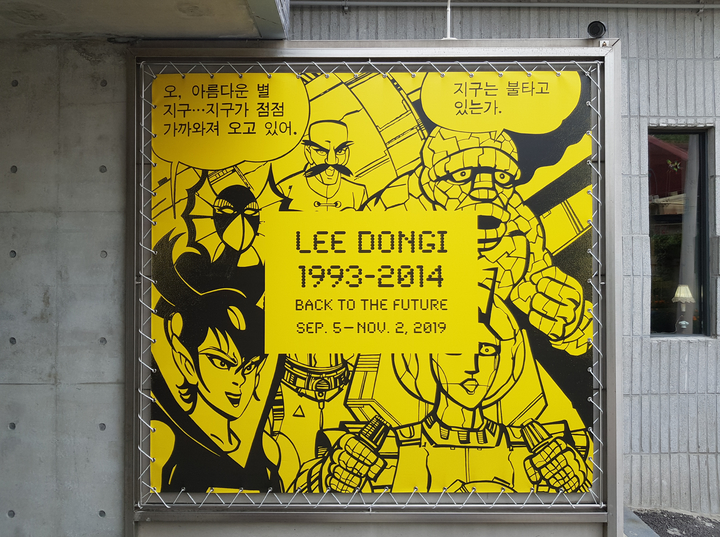 오, 아름다운 별
지구…지구가 점점
가까와져 오고 있어.
지구는 불타고
있는가.
LEE DONGI
1993-2014
BACK TO THE FUTURE
SEP. 5 — NOV. 2, 2019